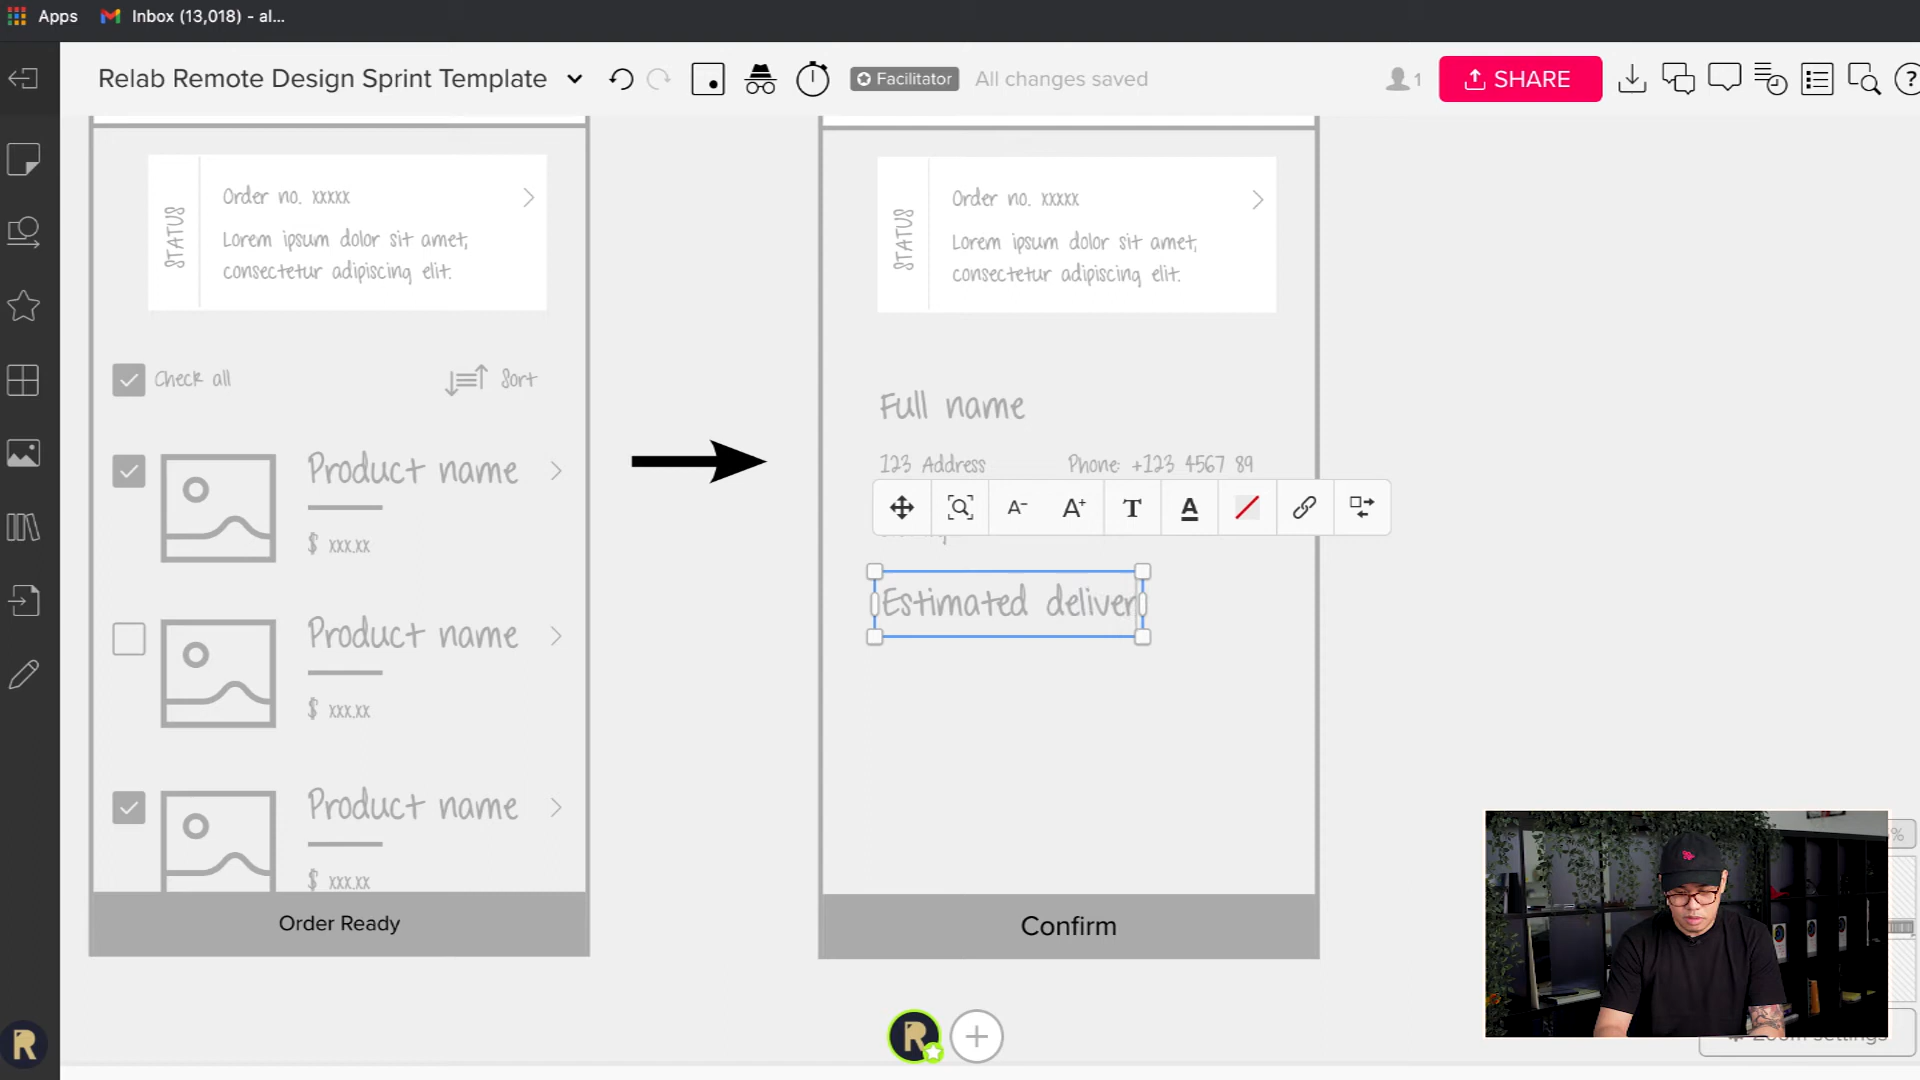 Apps
Inbox (13,018) - al...
Relab Remote Design Sprint Template
Facilitator
All changes saved
1
SHARE
?
STATUS
Order no. xxxxx
Lorem ipsum dolor sit amet,
consectetur adipiscing elit.
Check all
Sort
Product name
$ xxx.xx
Product name
$ xxx.xx
Product name
$ xxx.xx
Order Ready
STATUS
Order no. xxxxx
Lorem ipsum dolor sit amet,
consectetur adipiscing elit.
Full name
123 Address
Phone: +123 4567 89
A-
A+
T
A
Estimated deliver
Confirm
%
Zoom settings
R
R